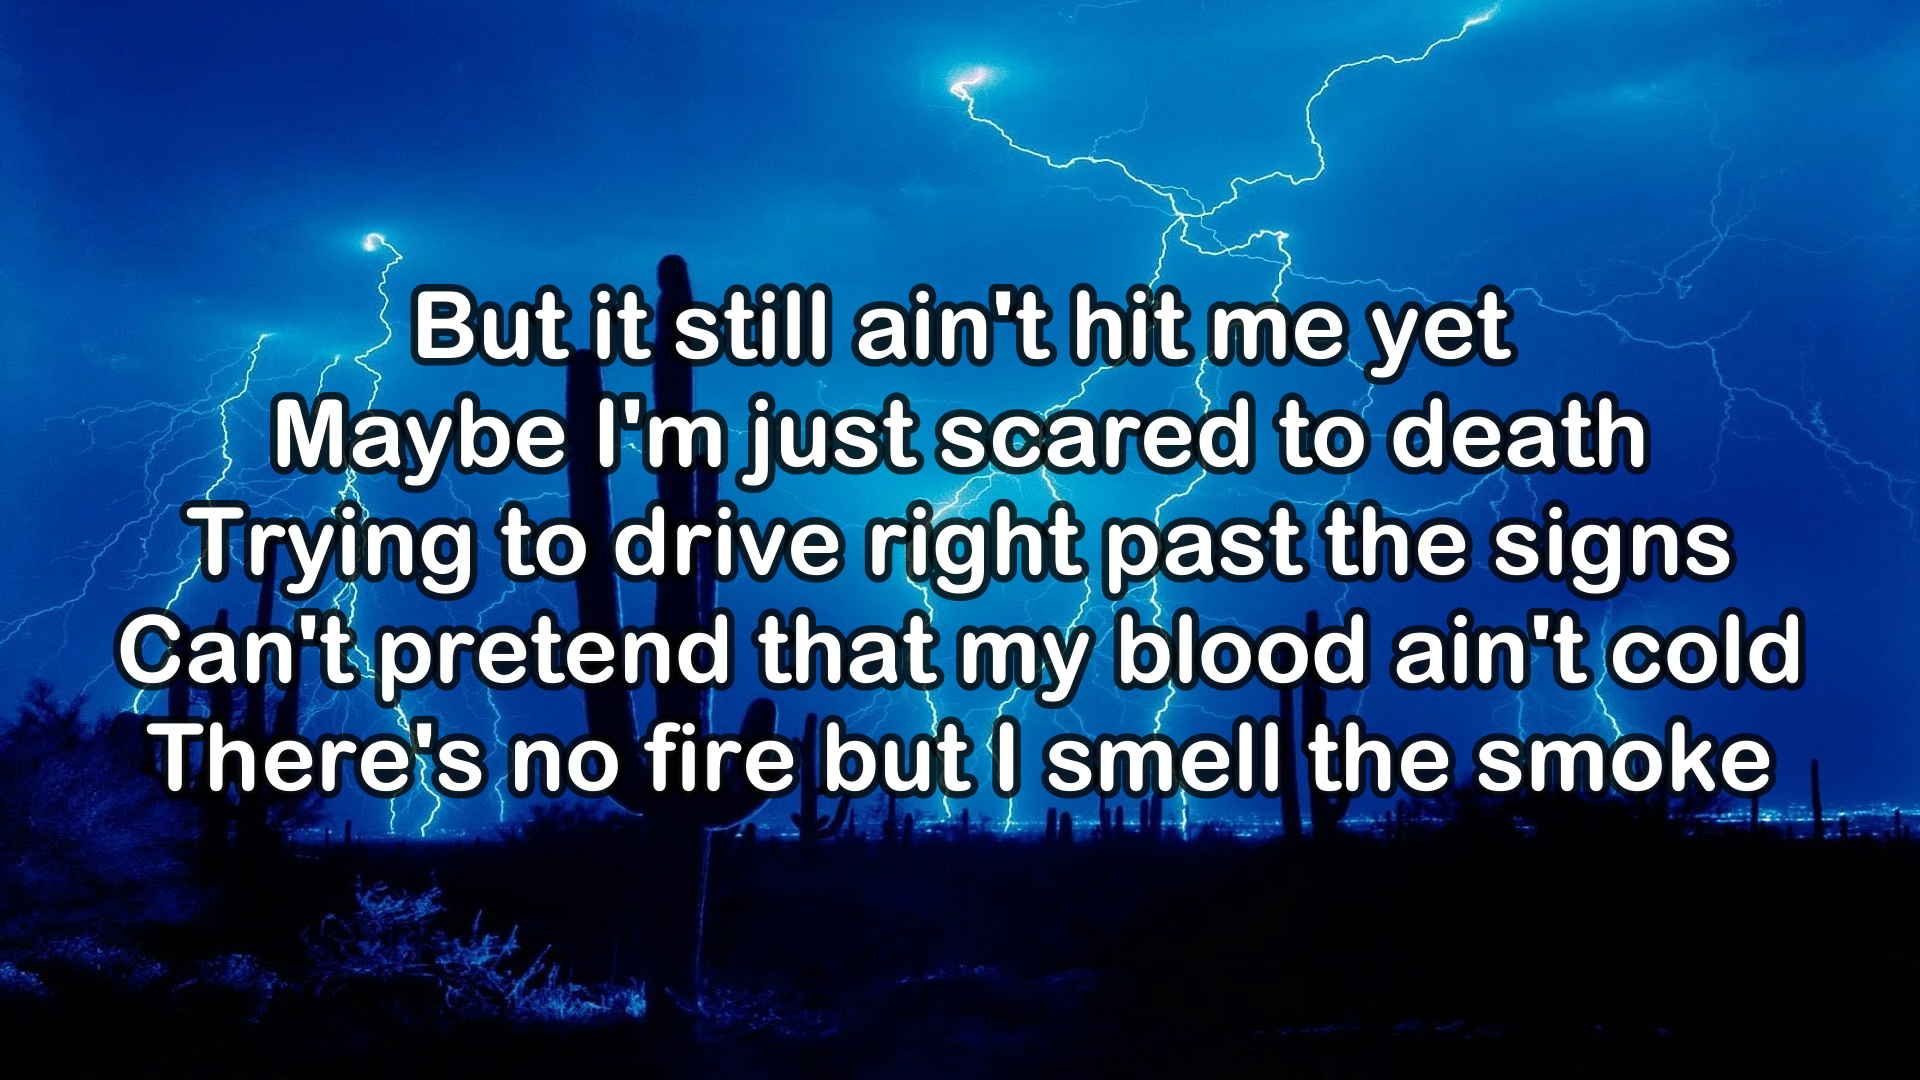 But it still ain't hit me yet
Maybe I'm just scared to death
Trying to drive right past the signs
Can't pretend that my blood ain't cold
There's no fire but I smell the smoke